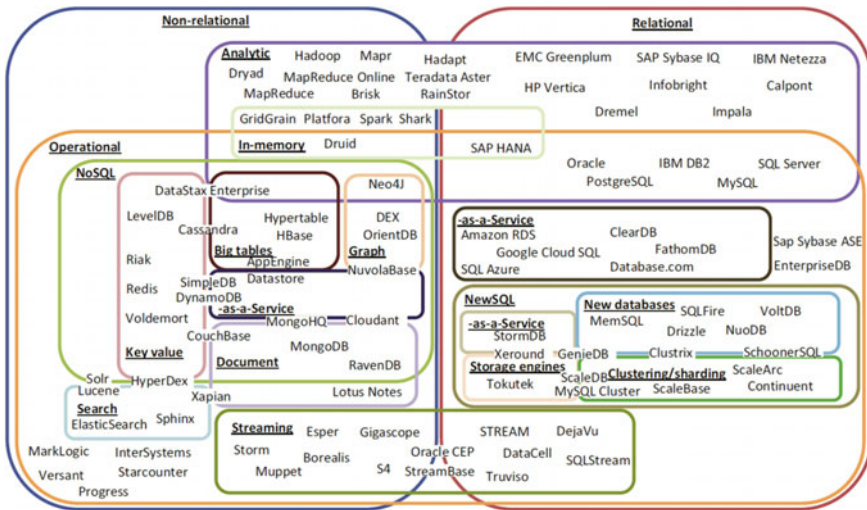 Non-relational
Relational
Analytic
Hadoop
Mapr
Hadapt
EMC Greenplum
SAP Sybase IQ
IBM Netezza
Dryad
MapReduce Online
Teradata Aster
HP Vertica
Infobright
Calpont
MapReduce
Brisk
RainStor
Dremel
Impala
GridGrain
Platfora
Spark
Shark
In-memory
Druid
SAP HANA
Operational
Oracle
IBM DB2
SQL Server
PostgreSQL
MySQL
NoSQL
DataStax Enterprise
Neo4J
LevelDB
Cassandra
Hypertable
HBase
DEX
OrientDB
Big tables
Graph
-as-a-Service
Amazon RDS
ClearDB
Google Cloud SQL
FathomDB
SQL Azure
Database.com
Sap Sybase ASE
EnterpriseDB
Riak
AppEngine
Datastore
NuvolaBase
Redis
SimpleDB
DynamoDB
-as-a-Service
Voldemort
MongoHQ
Cloudant
CouchBase
MongoDB
Key value
Document
RavenDB
NewSQL
New databases
-as-a-Service
MemSQL
SQLFire
VoltDB
StormDB
Drizzle
NuoDB
Xeround
GenieDB
Clustrix
SchoonerSQL
Storage engines
Tokutek
ScaleDB
Clustering/sharding
ScaleArc
MySQL Cluster
ScaleBase
Continuent
Solr
Lucene
HyperDex
Xapian
Lotus Notes
Search
ElasticSearch
Sphinx
Streaming
Esper
Gigascope
STREAM
DejaVu
Storm
Borealis
Oracle CEP
DataCell
Muppet
S4
StreamBase
Truviso
SQLStream
MarkLogic
InterSystems
Versant
Starcounter
Progress